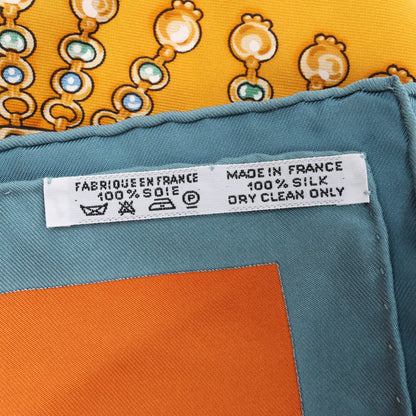 FABRIQUE EN FRANCE
100% SOIE
P
MADE IN FRANCE
100% SILK
DRY CLEAN ONLY